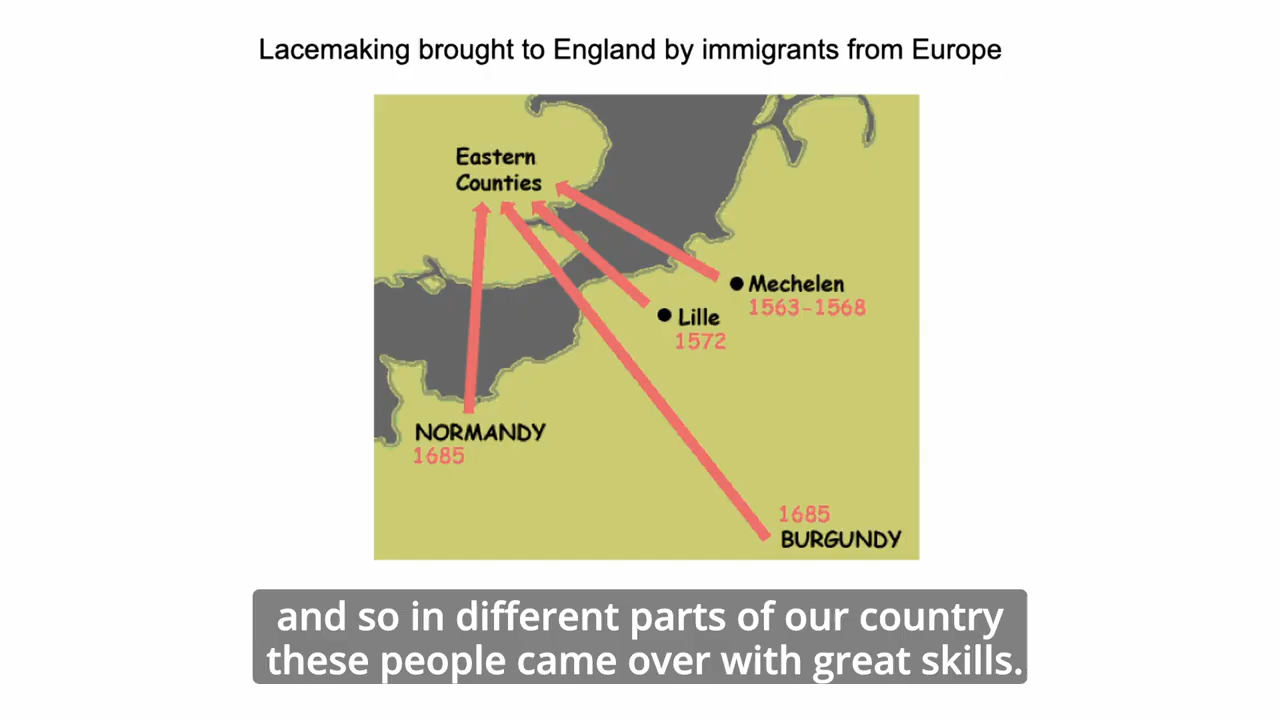 Lacemaking brought to England by immigrants from Europe
Eastern
Counties
Mechelen
1563-1568
Lille
1572
NORMANDY
1685
1685
BURGUNDY
and so in different parts of our country
these people came over with great skills.